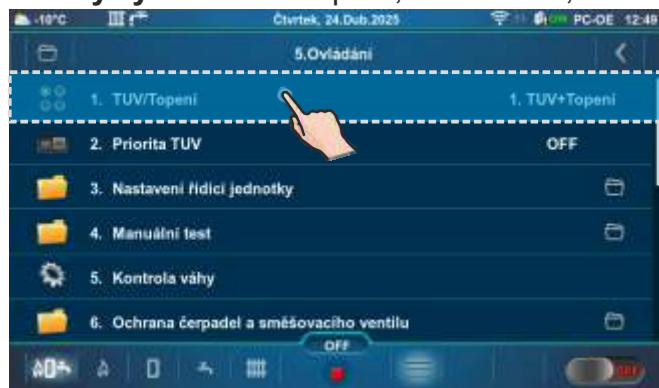 -10°C Čtvrtek, 24.Dub.2025 PC-OE 12:49
5.Ovládání
1. TUV/Topení 1. TUV+Topení
2. Priorita TUV OFF
3. Nastavení řídicí jednotky
4. Manuální test
5. Kontrola váhy
6. Ochrana čerpadel a směšovacího ventilu
OFF
OFF